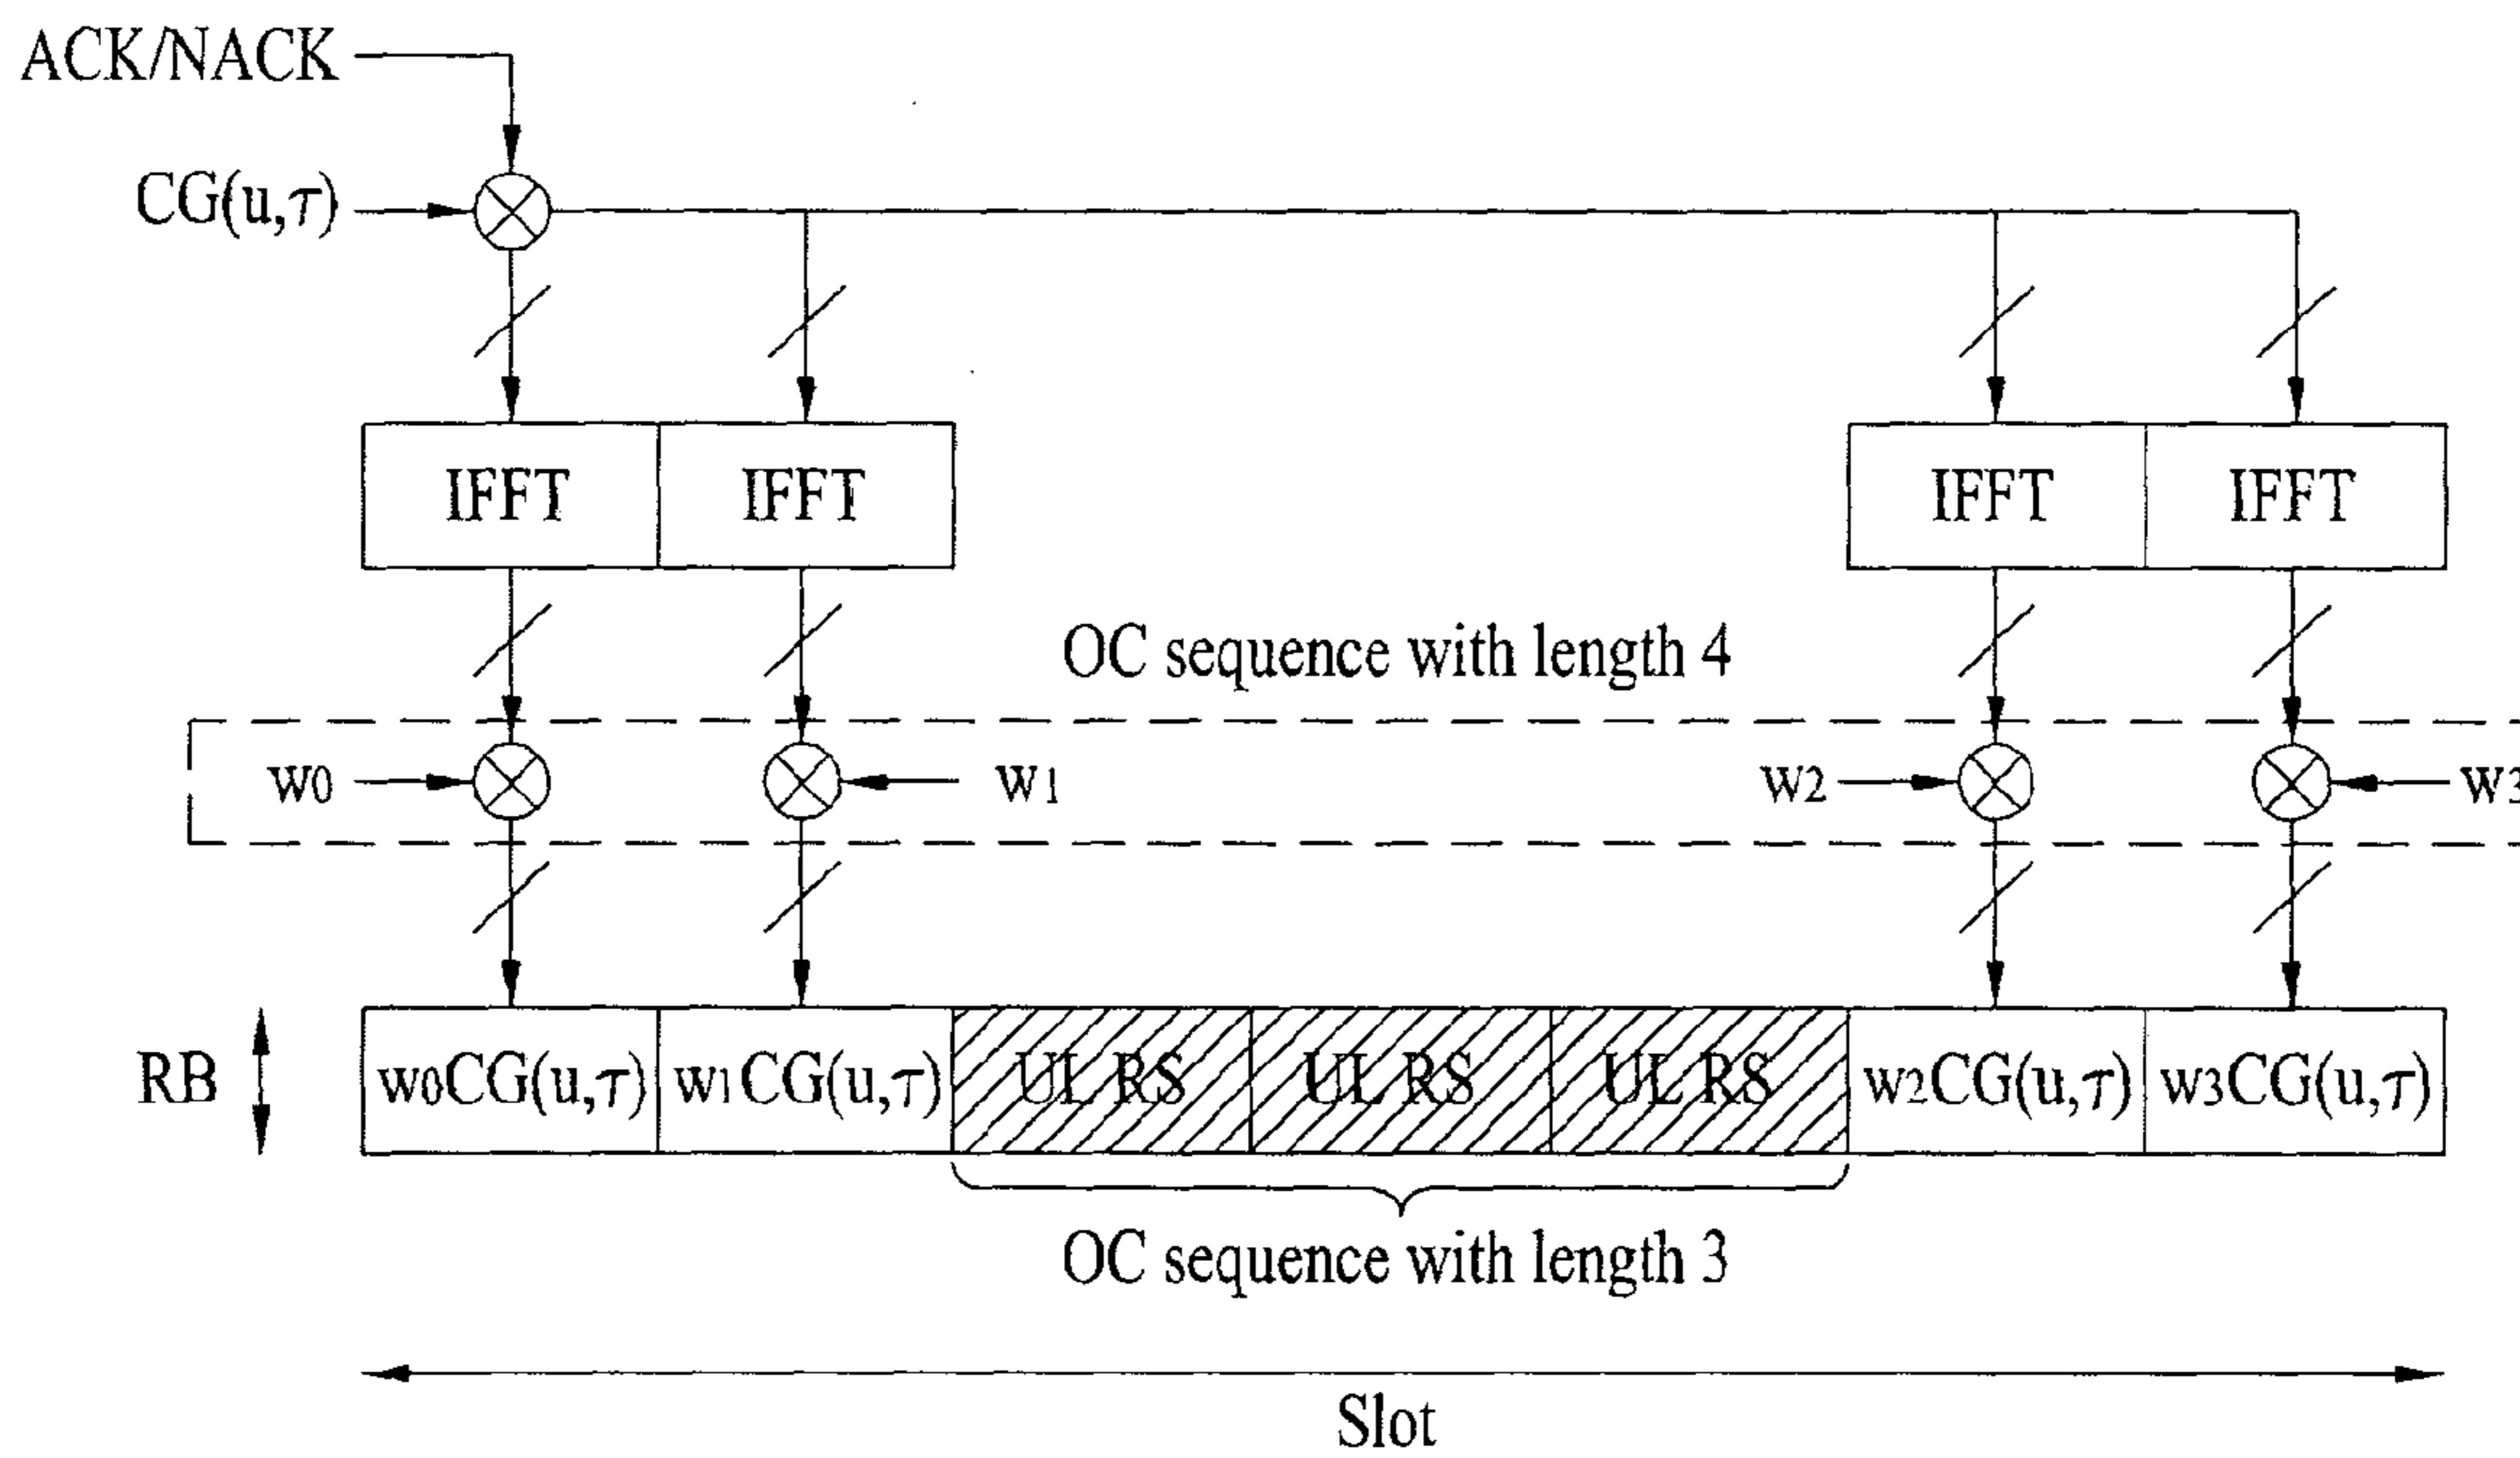 ACK/NACK
CG(u,τ)
IFFT IFFT IFFT IFFT
OC sequence with length 4
w0 w1 w2 w3
RB w0CG(u,τ) w1CG(u,τ) UL RS UL RS UL RS w2CG(u,τ) w3CG(u,τ)
OC sequence with length 3
Slot